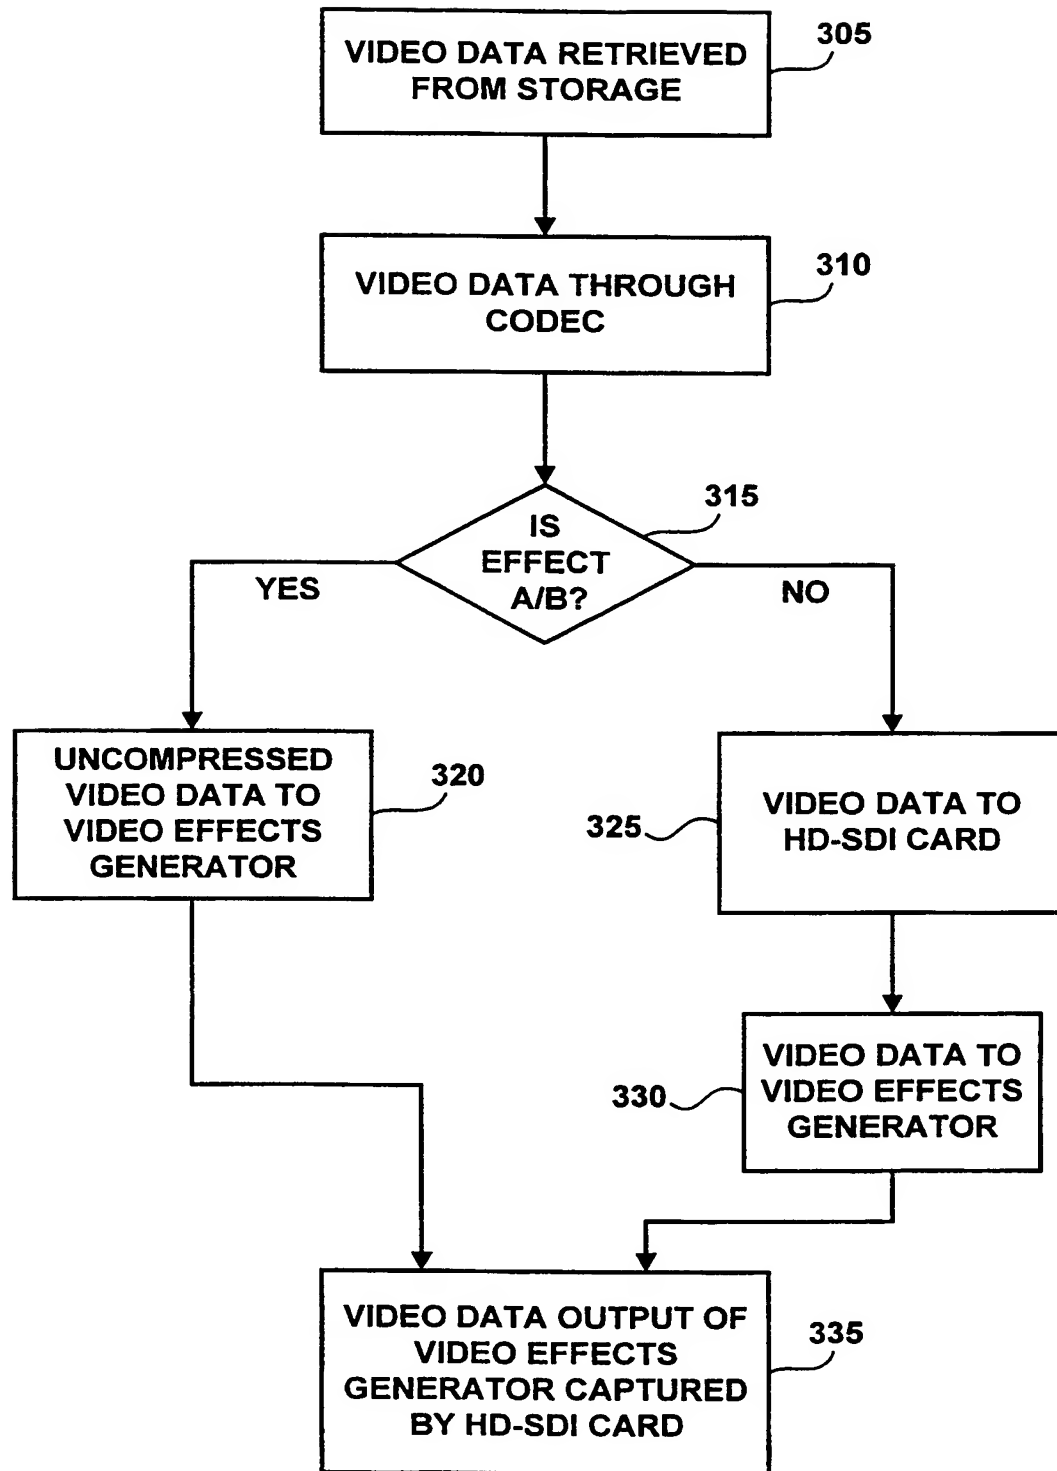 VIDEO DATA RETRIEVED
FROM STORAGE
305
VIDEO DATA THROUGH
CODEC
310
IS
EFFECT
A/B?
315
YES
NO
UNCOMPRESSED
VIDEO DATA TO
VIDEO EFFECTS
GENERATOR
320
325
VIDEO DATA TO
HD-SDI CARD
330
VIDEO DATA TO
VIDEO EFFECTS
GENERATOR
VIDEO DATA OUTPUT OF
VIDEO EFFECTS
GENERATOR CAPTURED
BY HD-SDI CARD
335